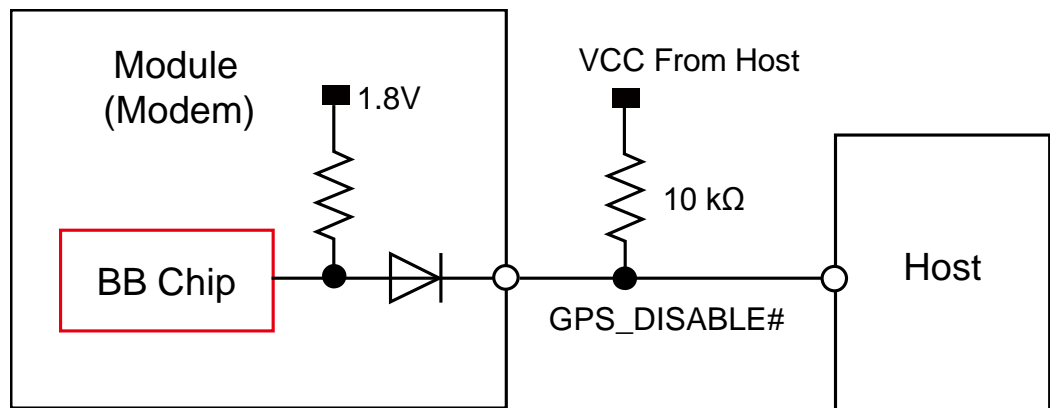 Module
(Modem)
1.8V
VCC From Host
10 kΩ
BB Chip
GPS_DISABLE#
Host